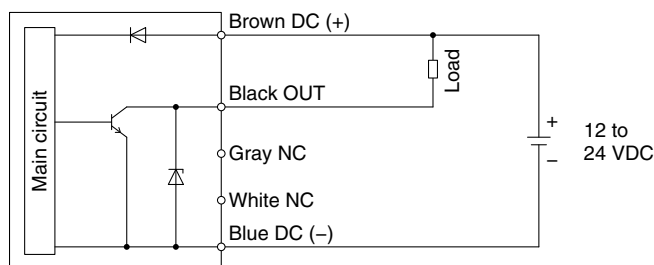 Brown DC (+)
Main circuit
Load
Black OUT
+
12 to
24 VDC
−
Gray NC
White NC
Blue DC (−)